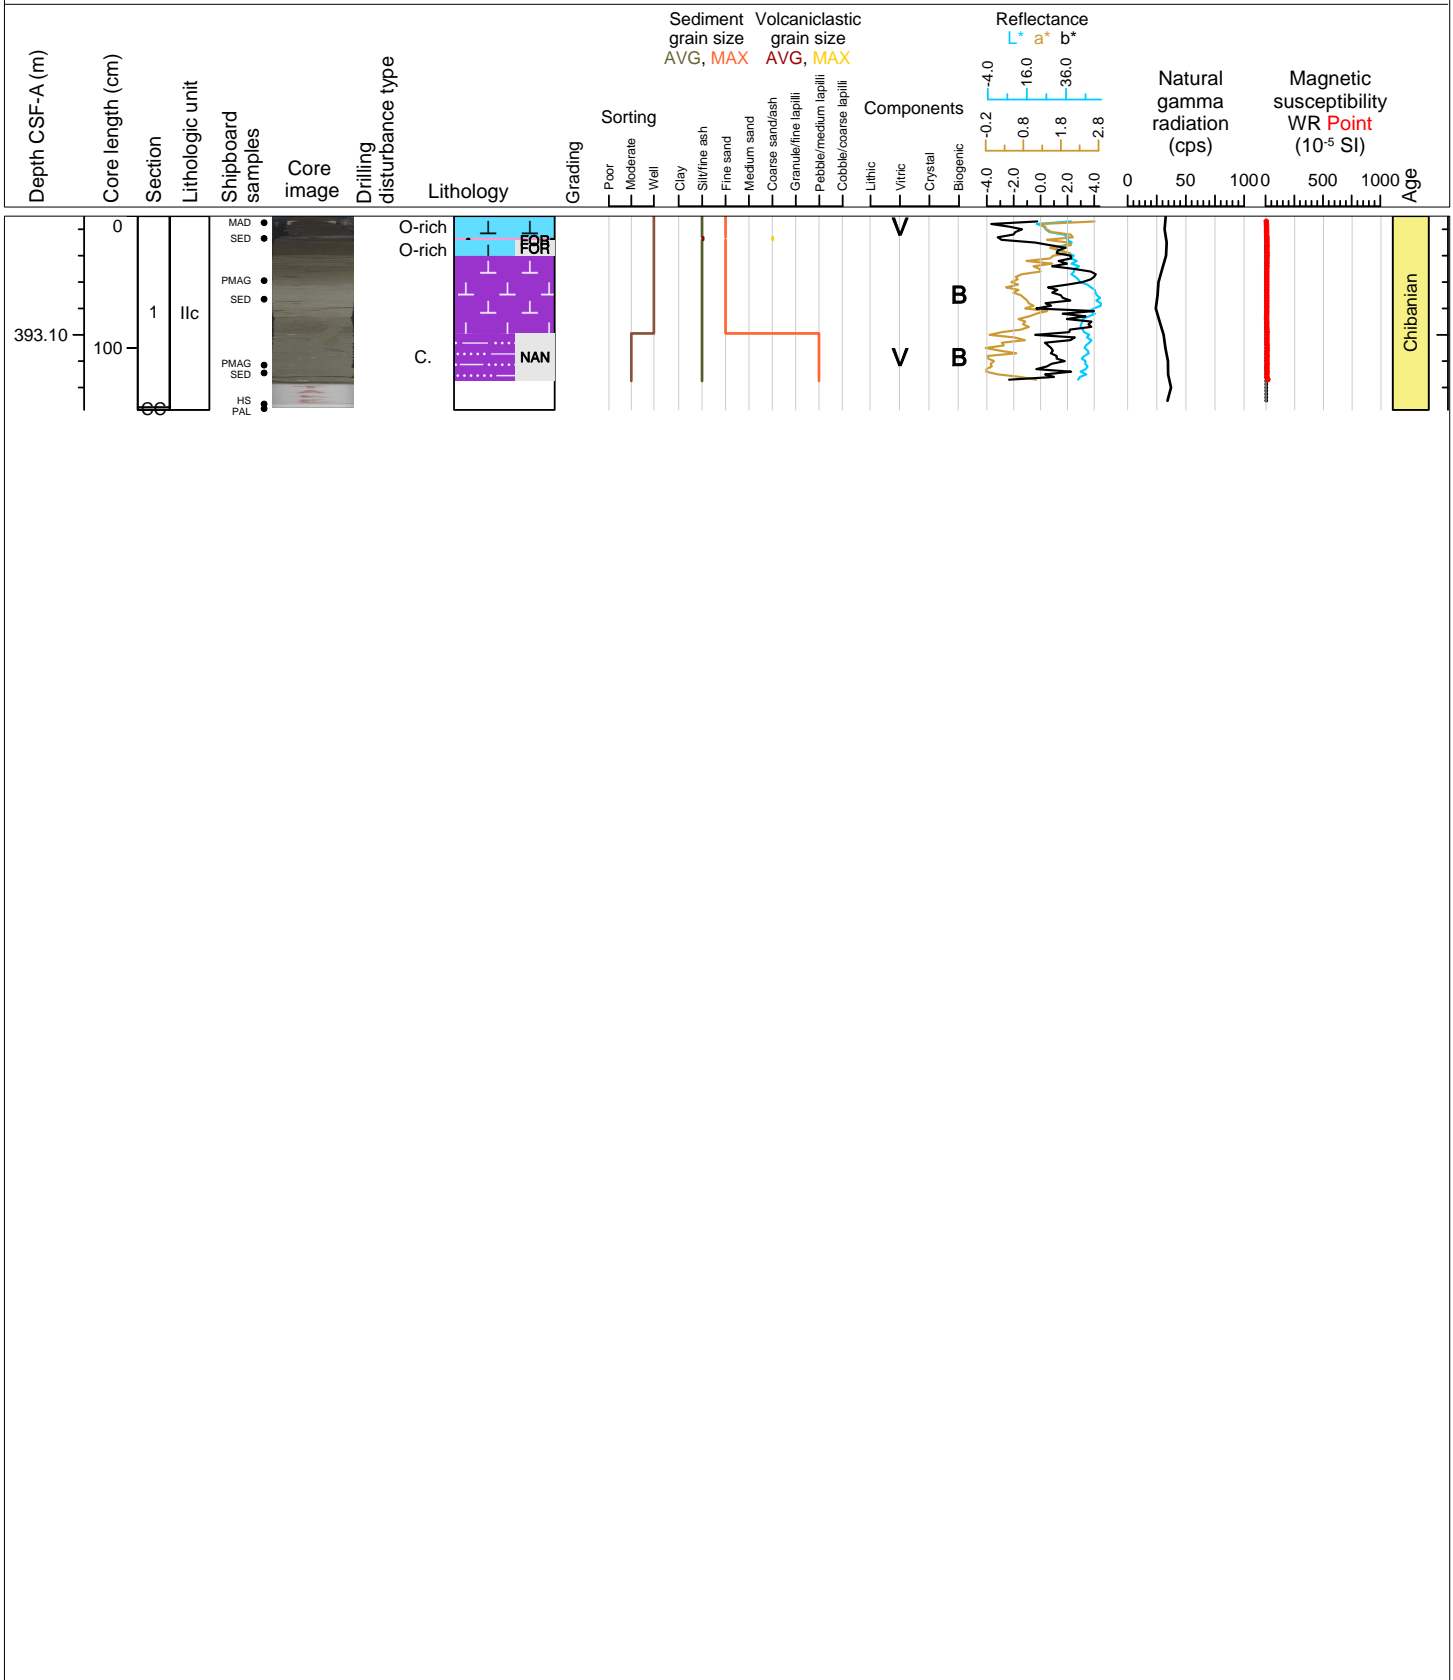 Depth CSF-A (m)
Core length (cm)
Section
Lithologic unit
Shipboard
samples
Core
image
Drilling
disturbance type
Lithology
Grading
Sorting
Poor
Moderate
Well
Sediment
grain size
AVG, MAX
Volcaniclastic
grain size
AVG, MAX
Clay
Silt/fine ash
Fine sand
Medium sand
Coarse sand/ash
Granule/fine lapilli
Pebble/medium lapilli
Cobble/coarse lapilli
Components
Lithic
Vitric
Crystal
Biogenic
Reflectance
L* a* b*
-4.0 16.0 36.0
-0.2 0.8 1.8 2.8
-4.0 -2.0 0.0 2.0 4.0
Natural
gamma
radiation
(cps)
0 50 100
Magnetic
susceptibility
WR Point
(10-5 SI)
0 500 1000
Age
393.10
0
100
1
CC
IIc
MAD
SED
PMAG
SED
PMAG
SED
HS
PAL
O-rich
O-rich
C.
FOR
FOR
NAN
V
B
V B
Chibanian